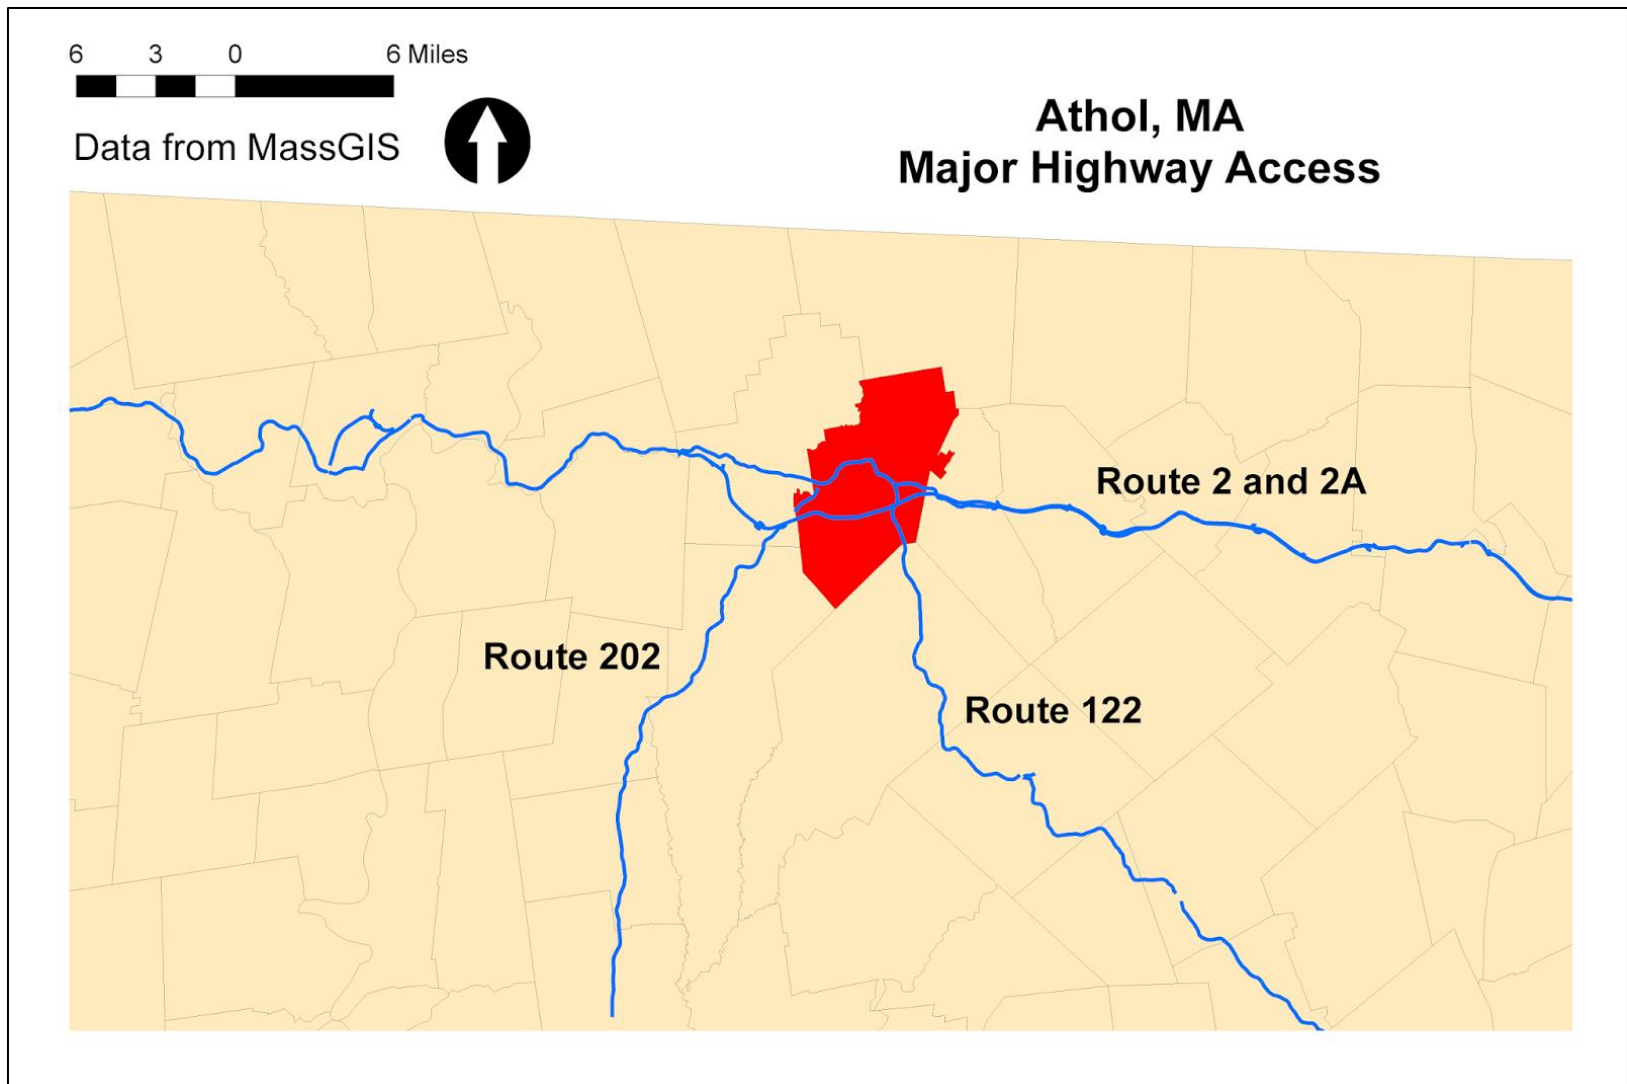 6 3 0 6 Miles
Data from MassGIS
Athol, MA
Major Highway Access
Route 2 and 2A
Route 202
Route 122